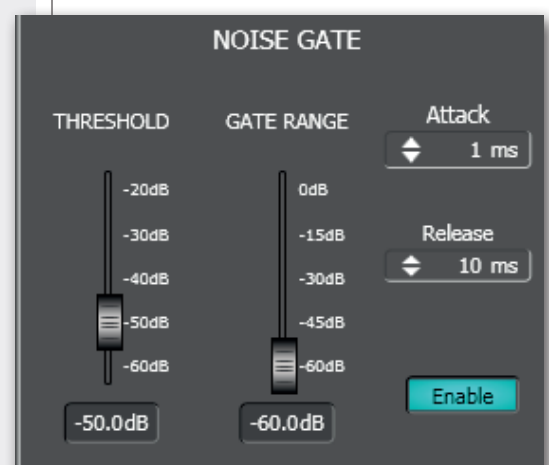 NOISE GATE
THRESHOLD
-20dB
-30dB
-40dB
-50dB
-60dB
-50.0dB
GATE RANGE
0dB
-15dB
-30dB
-45dB
-60dB
-60.0dB
Attack
1 ms
Release
10 ms
Enable